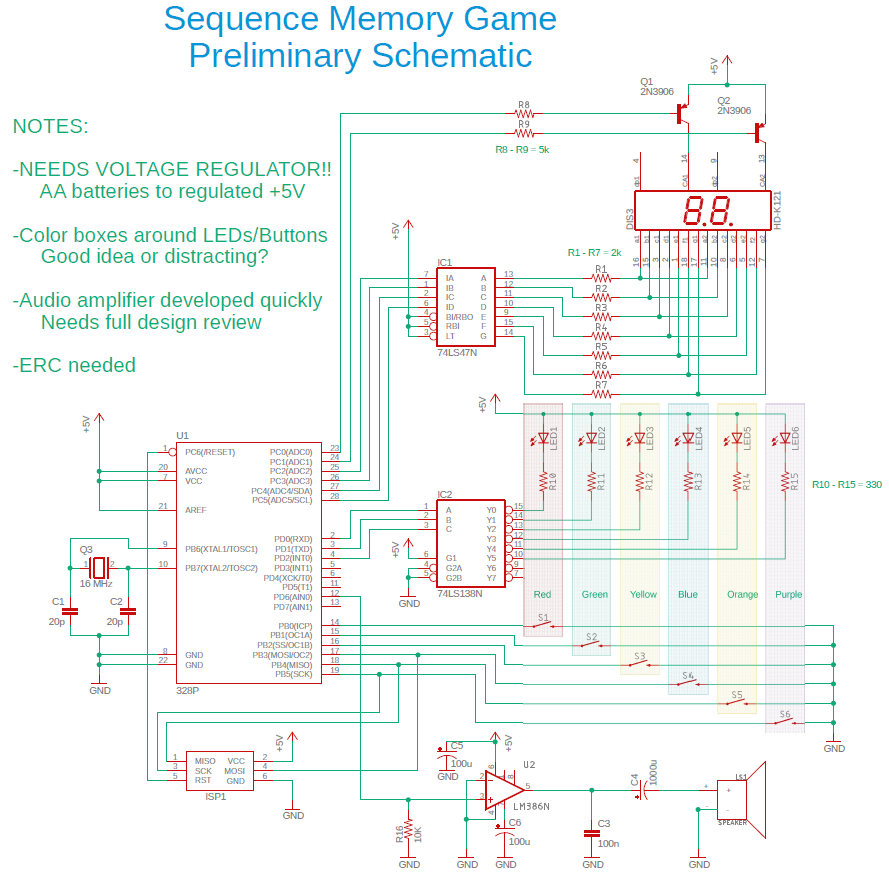 Sequence Memory Game
Preliminary Schematic
NOTES:
-NEEDS VOLTAGE REGULATOR!!
AA batteries to regulated +5V
-Color boxes around LEDs/Buttons
Good idea or distracting?
-Audio amplifier developed quickly
Needs full design review
-ERC needed
+5V
Q1
2N3906
Q2
2N3906
R8
R9
R8 - R9 = 5k
4 14 9 13
dp1 CA1 dp2 CA2
DIS3
8.8.
HD-K121
a1 b1 c1 d1 e1 f1 g1 a2 b2 c2 d2 e2 f2 g2
16 15 3 2 1 18 17 11 10 8 6 5 12 7
+5V
R1 - R7 = 2k
IC1
7 IA A 13 R1
1 IB B 12 R2
2 IC C 11 R3
6 ID D 10 R4
4 BI/RBO E 9 R5
5 RBI F 15 R6
3 LT G 14 R7
74LS47N
+5V
LED1 LED2 LED3 LED4 LED5 LED6
R10 R11 R12 R13 R14 R15
R10 - R15 = 330
+5V
U1
1 PC6(/RESET) PC0(ADC0) 23
PC1(ADC1) 24
20 AVCC PC2(ADC2) 25
7 VCC PC3(ADC3) 26
PC4(ADC4/SDA) 27
PC5(ADC5/SCL) 28
21 AREF
PD0(RXD) 2
9 PB6(XTAL1/TOSC1) PD1(TXD) 3
PD2(INT0) 4
10 PB7(XTAL2/TOSC2) PD3(INT1) 5
PD4(XCK/T0) 6
PD5(T1) 11
PD6(AIN0) 12
PD7(AIN1) 13
PB0(ICP) 14
PB1(OC1A) 15
PB2(SS/OC1B) 16
8 GND PB3(MOSI/OC2) 17
22 GND PB4(MISO) 18
PB5(SCK) 19
328P
Q3
1 2
16 MHz
C1 C2
20p 20p
GND
IC2
1 A Y0 15
2 B Y1 14
3 C Y2 13
Y3 12
+5V
Y4 11
6 G1 Y5 10
4 G2A Y6 9
5 G2B Y7 7
74LS138N
GND
Red Green Yellow Blue Orange Purple
S1
S2
S3
S4
S5
S6
GND
+5V
1 MISO VCC 2
3 SCK MOSI 4
5 RST GND 6
ISP1
GND
C5
100u
GND
+5V
U2
6 1 8
2
3
5
4 7
LM386N
R16
10K
GND
GND
C6
100u
GND
C3
100n
GND
C4
1000u
LS1
+ +
- -
SPEAKER
GND